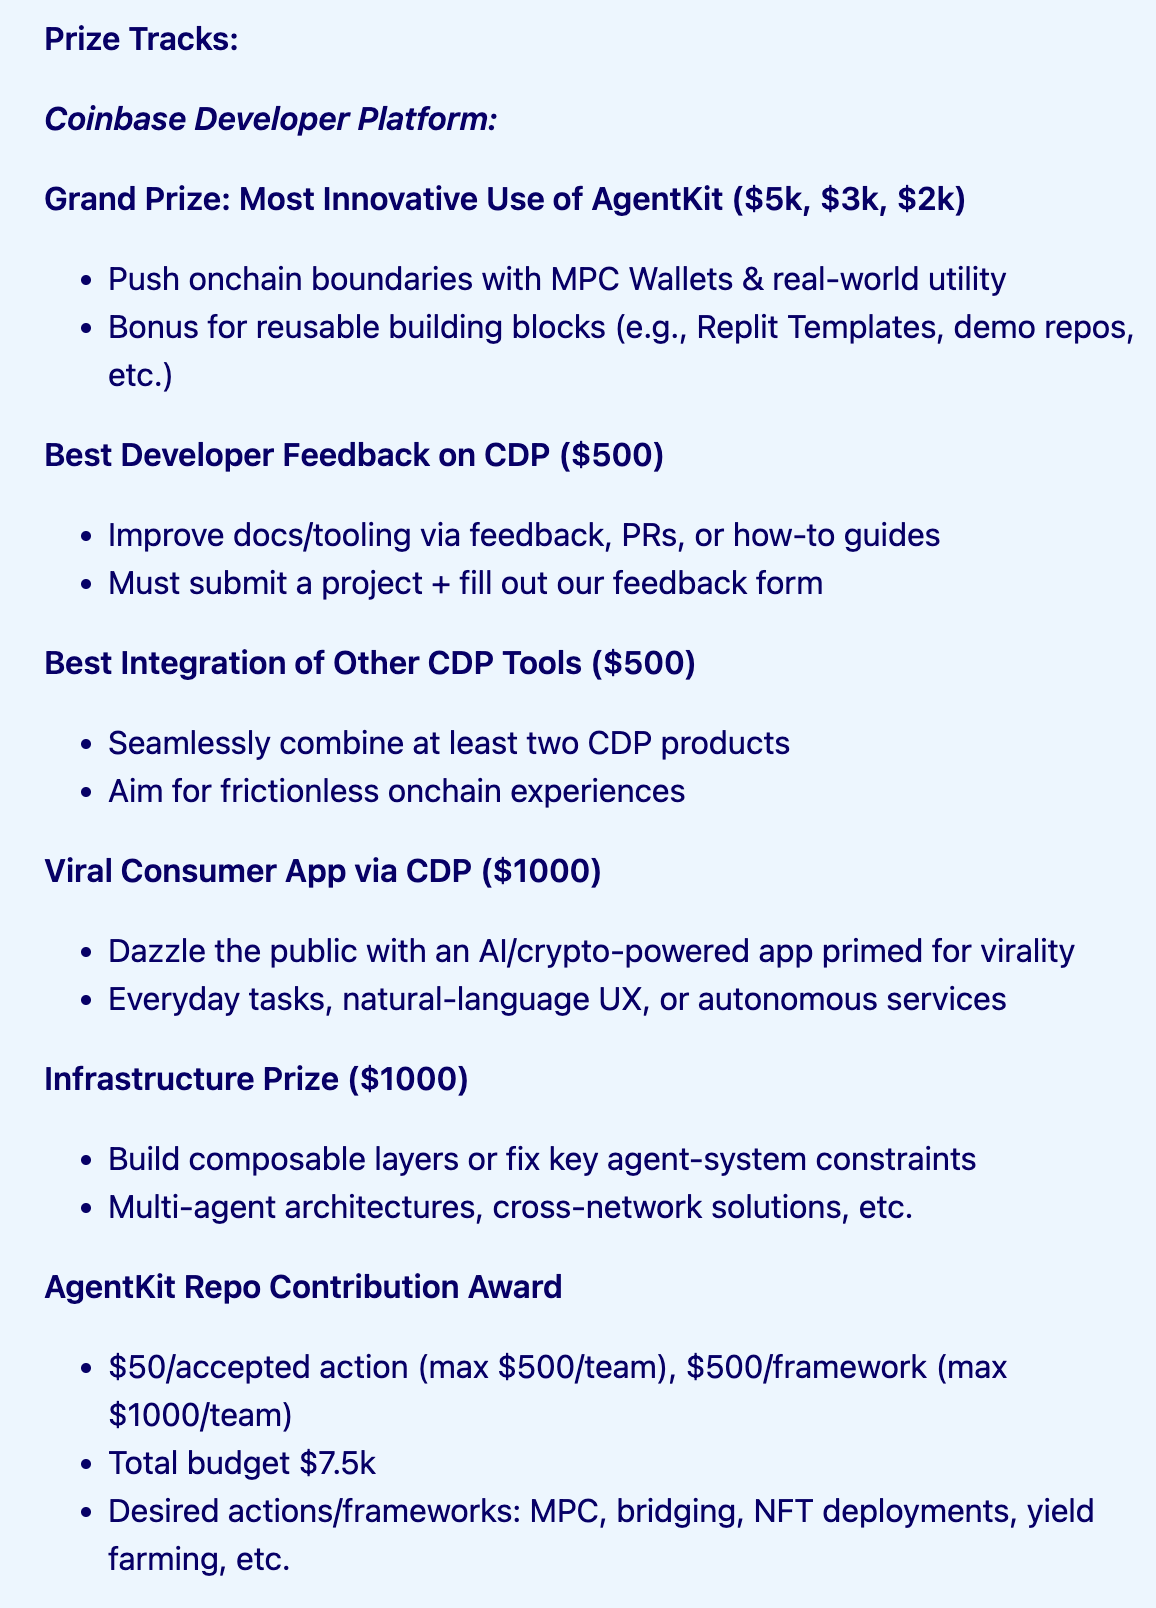 Prize Tracks:
Coinbase Developer Platform:
Grand Prize: Most Innovative Use of AgentKit ($5k, $3k, $2k)
• Push onchain boundaries with MPC Wallets & real-world utility
• Bonus for reusable building blocks (e.g., Replit Templates, demo repos,
etc.)
Best Developer Feedback on CDP ($500)
• Improve docs/tooling via feedback, PRs, or how-to guides
• Must submit a project + fill out our feedback form
Best Integration of Other CDP Tools ($500)
• Seamlessly combine at least two CDP products
• Aim for frictionless onchain experiences
Viral Consumer App via CDP ($1000)
• Dazzle the public with an AI/crypto-powered app primed for virality
• Everyday tasks, natural-language UX, or autonomous services
Infrastructure Prize ($1000)
• Build composable layers or fix key agent-system constraints
• Multi-agent architectures, cross-network solutions, etc.
AgentKit Repo Contribution Award
• $50/accepted action (max $500/team), $500/framework (max
$1000/team)
• Total budget $7.5k
• Desired actions/frameworks: MPC, bridging, NFT deployments, yield
farming, etc.